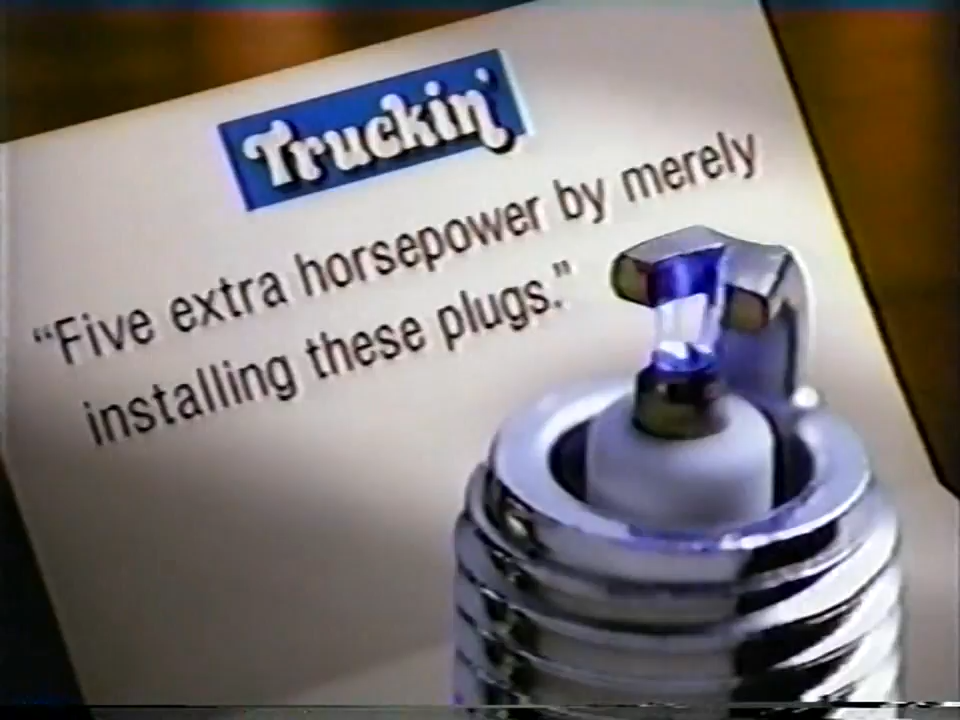 Truckin'
"Five extra horsepower by merely
installing these plugs."